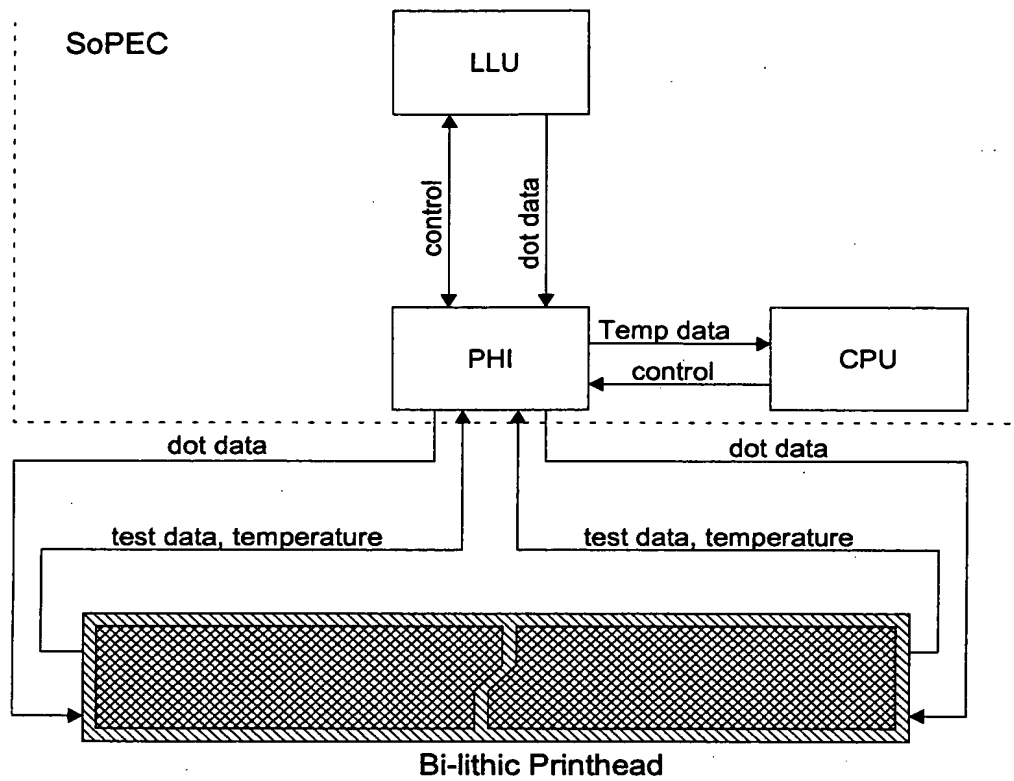 SoPEC
LLU
control
dot data
PHI
Temp data
control
CPU
dot data
dot data
test data, temperature
test data, temperature
Bi-lithic Printhead